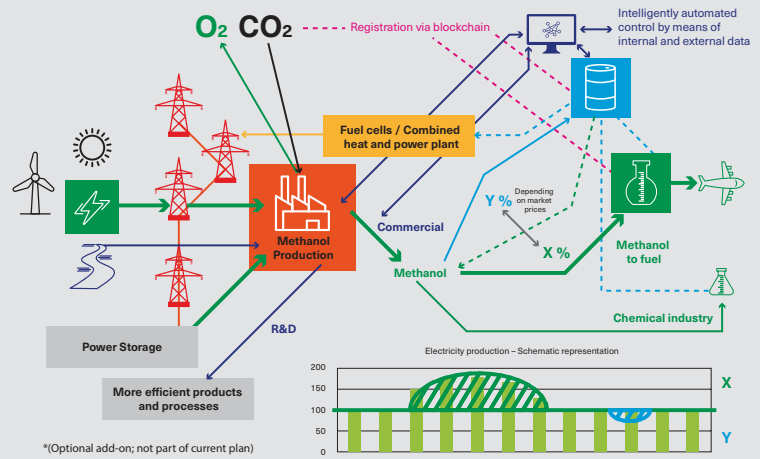 O2 CO2
Registration via blockchain
Intelligently automated
control by means of
internal and external data
Fuel cells / Combined
heat and power plant
Y %
Depending
on market
prices
X %
Commercial
Methanol
Production
Methanol
Methanol
to fuel
Chemical industry
Power Storage
R&D
More efficient products
and processes
*(Optional add-on; not part of current plan)
Electricity production – Schematic representation
200
150
100
50
0
X
Y